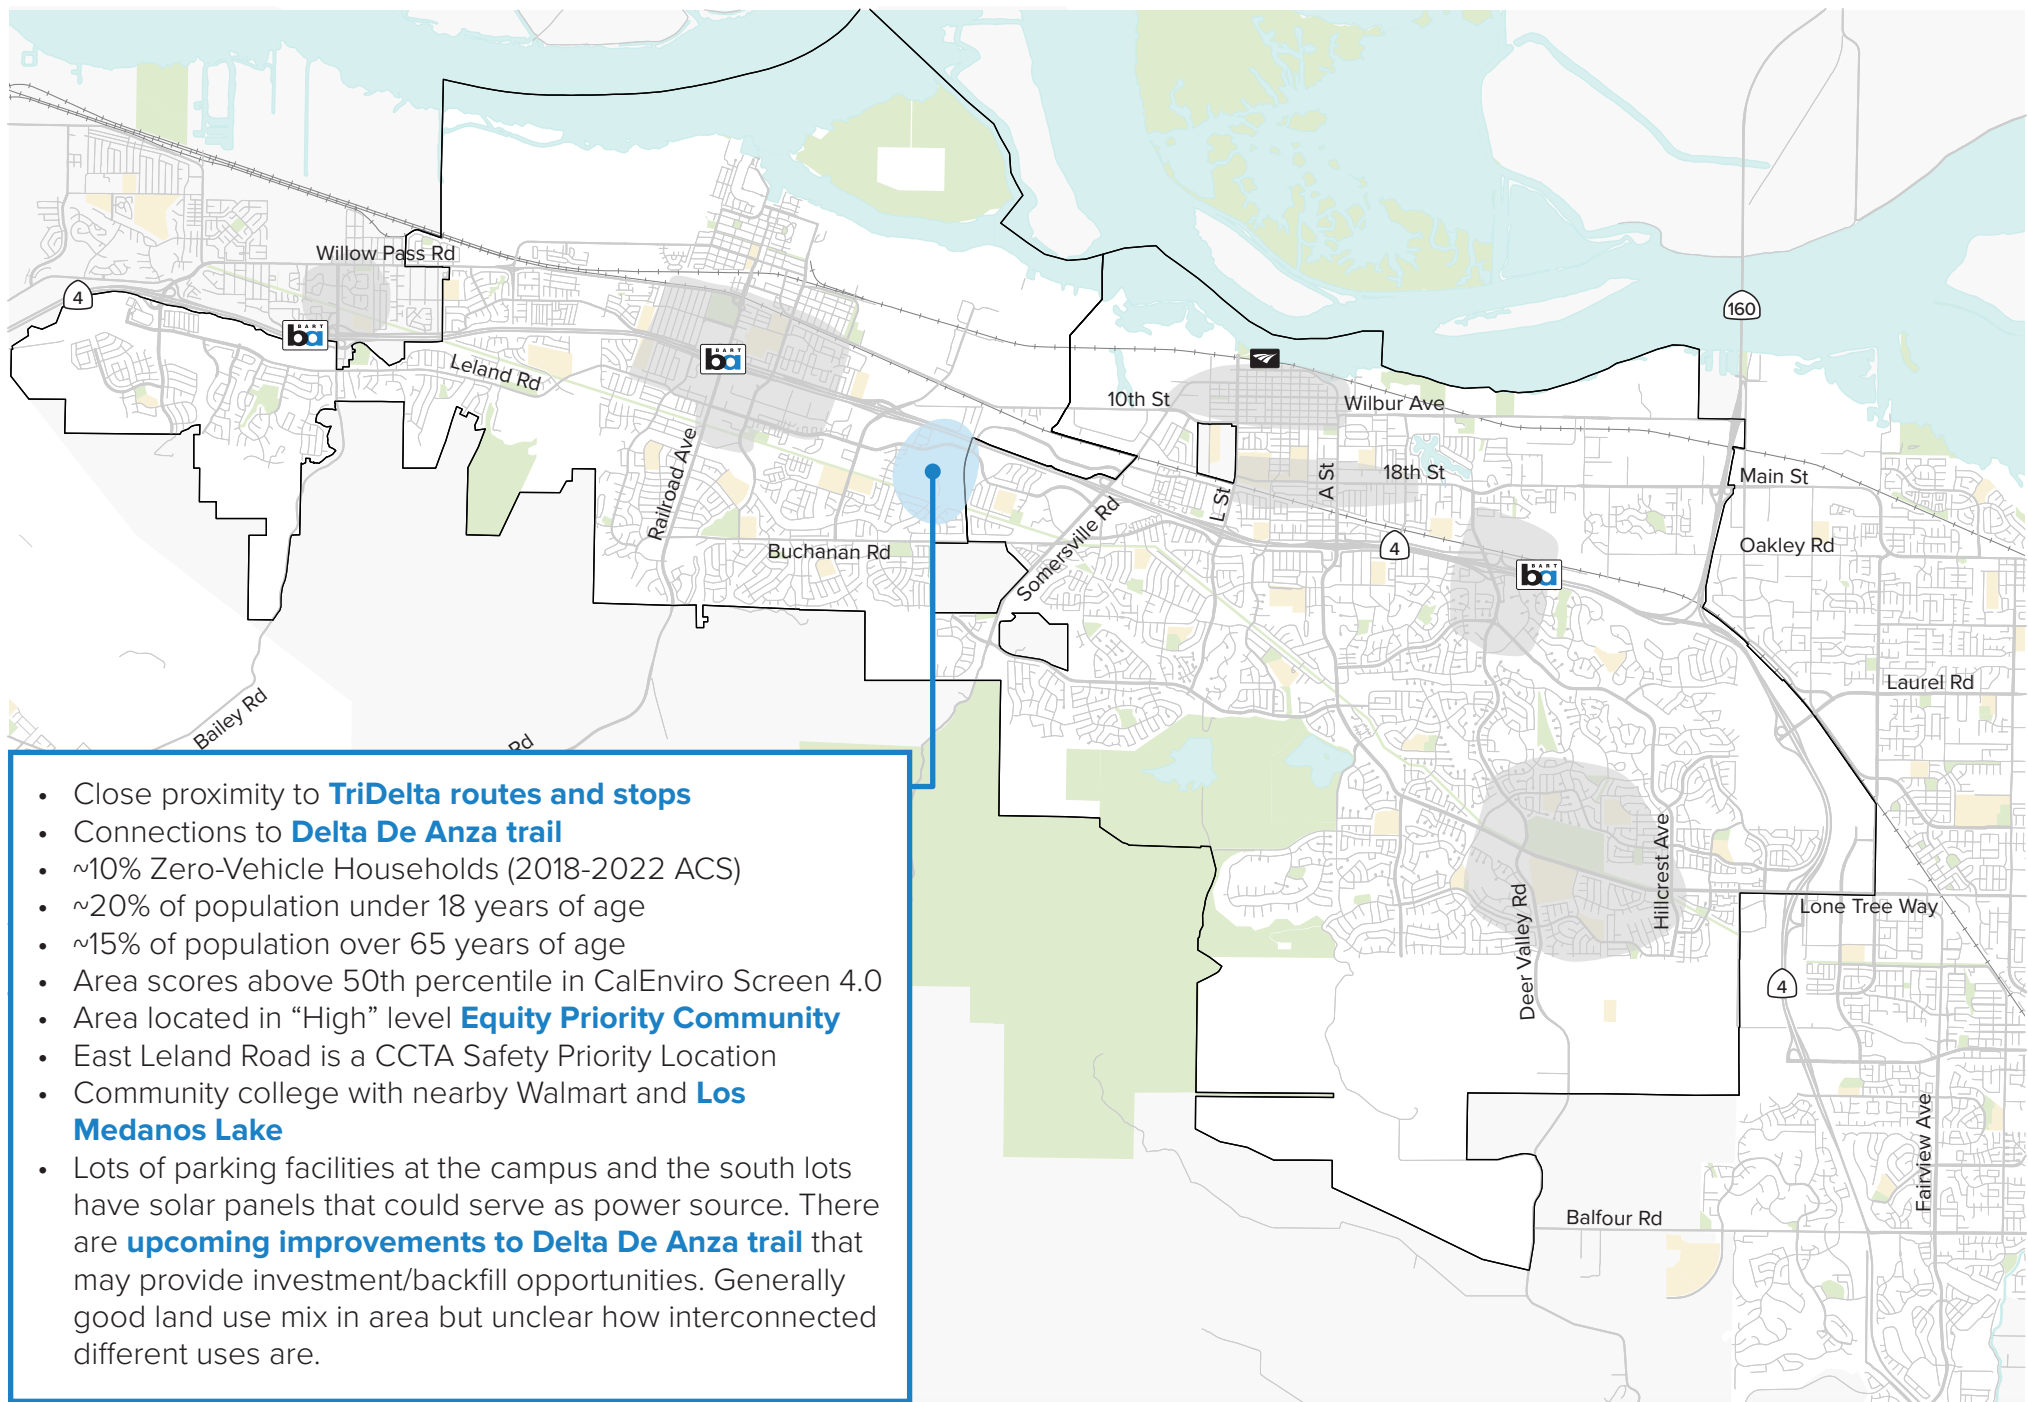 Willow Pass Rd
4
BART
ba
Leland Rd
BART
ba
160
10th St
Wilbur Ave
Railroad Ave
L St
A St
18th St
Main St
Buchanan Rd
Somersville Rd
4
Oakley Rd
BART
ba
Laurel Rd
Bailey Rd
Rd
Hillcrest Ave
Deer Valley Rd
Lone Tree Way
4
Fairview Ave
Balfour Rd
• Close proximity to TriDelta routes and stops
• Connections to Delta De Anza trail
• ~10% Zero-Vehicle Households (2018-2022 ACS)
• ~20% of population under 18 years of age
• ~15% of population over 65 years of age
• Area scores above 50th percentile in CalEnviro Screen 4.0
• Area located in “High” level Equity Priority Community
• East Leland Road is a CCTA Safety Priority Location
• Community college with nearby Walmart and Los
Medanos Lake
• Lots of parking facilities at the campus and the south lots
have solar panels that could serve as power source. There
are upcoming improvements to Delta De Anza trail that
may provide investment/backfill opportunities. Generally
good land use mix in area but unclear how interconnected
different uses are.